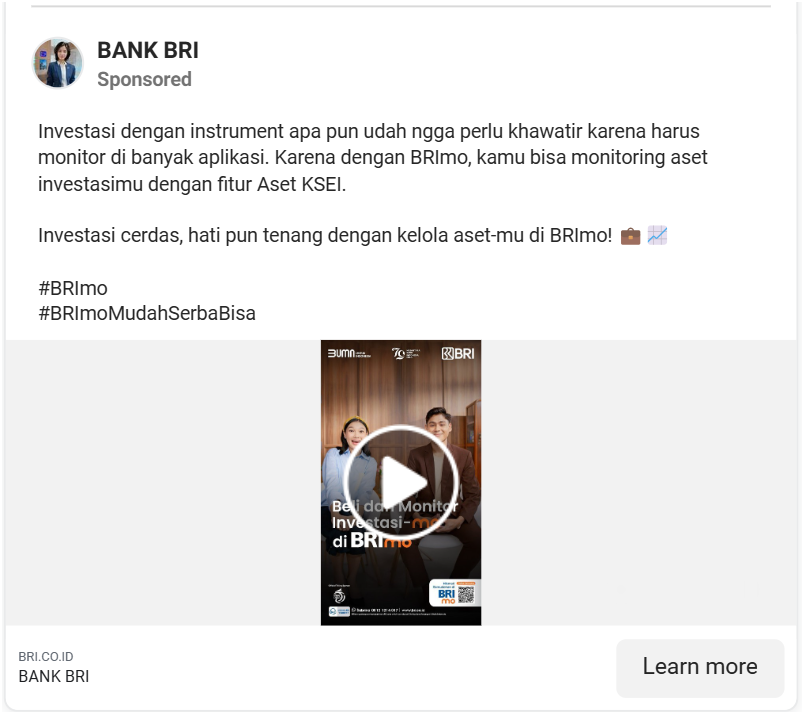 BANK BRI
Sponsored
Investasi dengan instrument apa pun udah ngga perlu khawatir karena harus
monitor di banyak aplikasi. Karena dengan BRImo, kamu bisa monitoring aset
investasimu dengan fitur Aset KSEI.
Investasi cerdas, hati pun tenang dengan kelola aset-mu di BRImo! 💼 📈
#BRImo
#BRImoMudahSerbaBisa
BUMN
BRI
Beli dan Monitor
Investasi-mo
di BRImo
BRI
mo
BRI.CO.ID
BANK BRI
Learn more